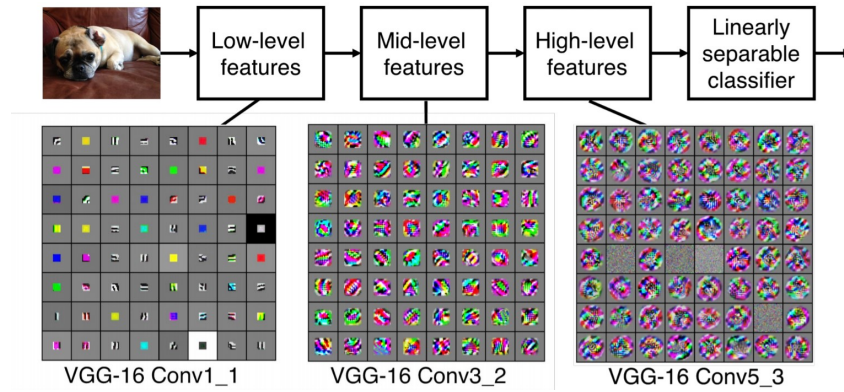 Low-level
features
Mid-level
features
High-level
features
Linearly
separable
classifier
VGG-16 Conv1_1
VGG-16 Conv3_2
VGG-16 Conv5_3